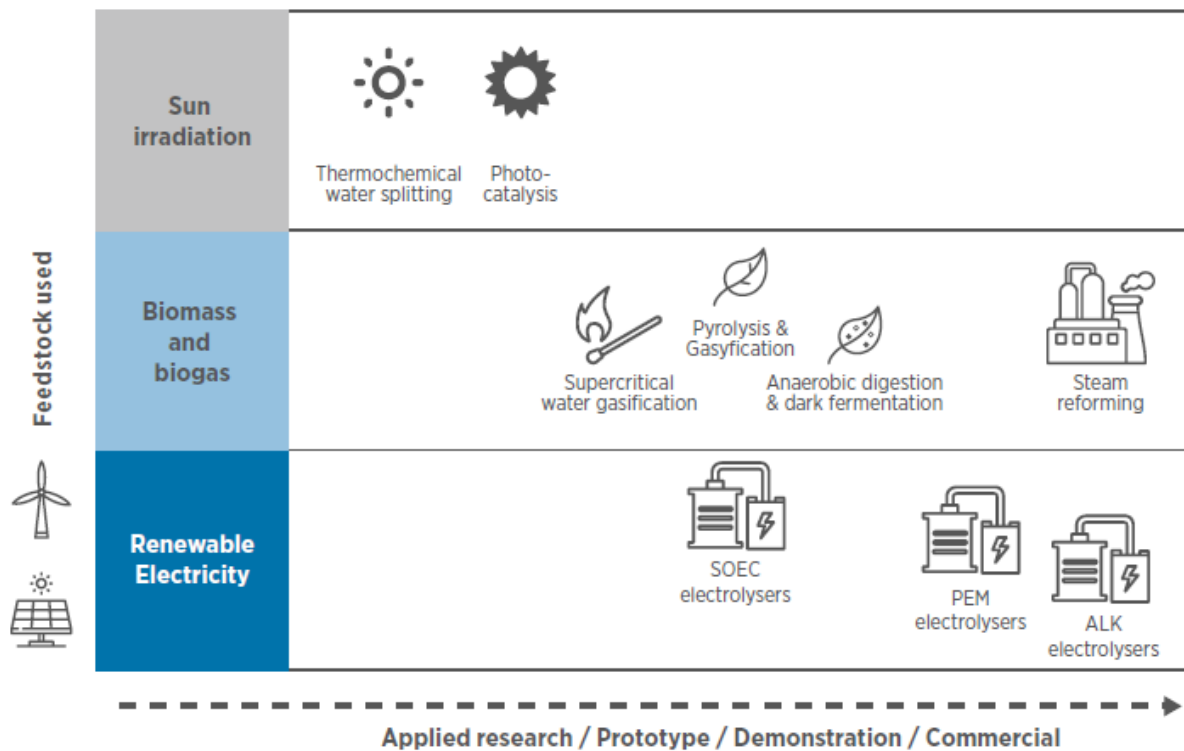 Feedstock used
Sun
irradiation
Thermochemical
water splitting
Photo-
catalysis
Biomass
and
biogas
Supercritical
water gasification
Pyrolysis &
Gasyfication
Anaerobic digestion
& dark fermentation
Steam
reforming
Renewable
Electricity
SOEC
electrolysers
PEM
electrolysers
ALK
electrolysers
Applied research / Prototype / Demonstration / Commercial